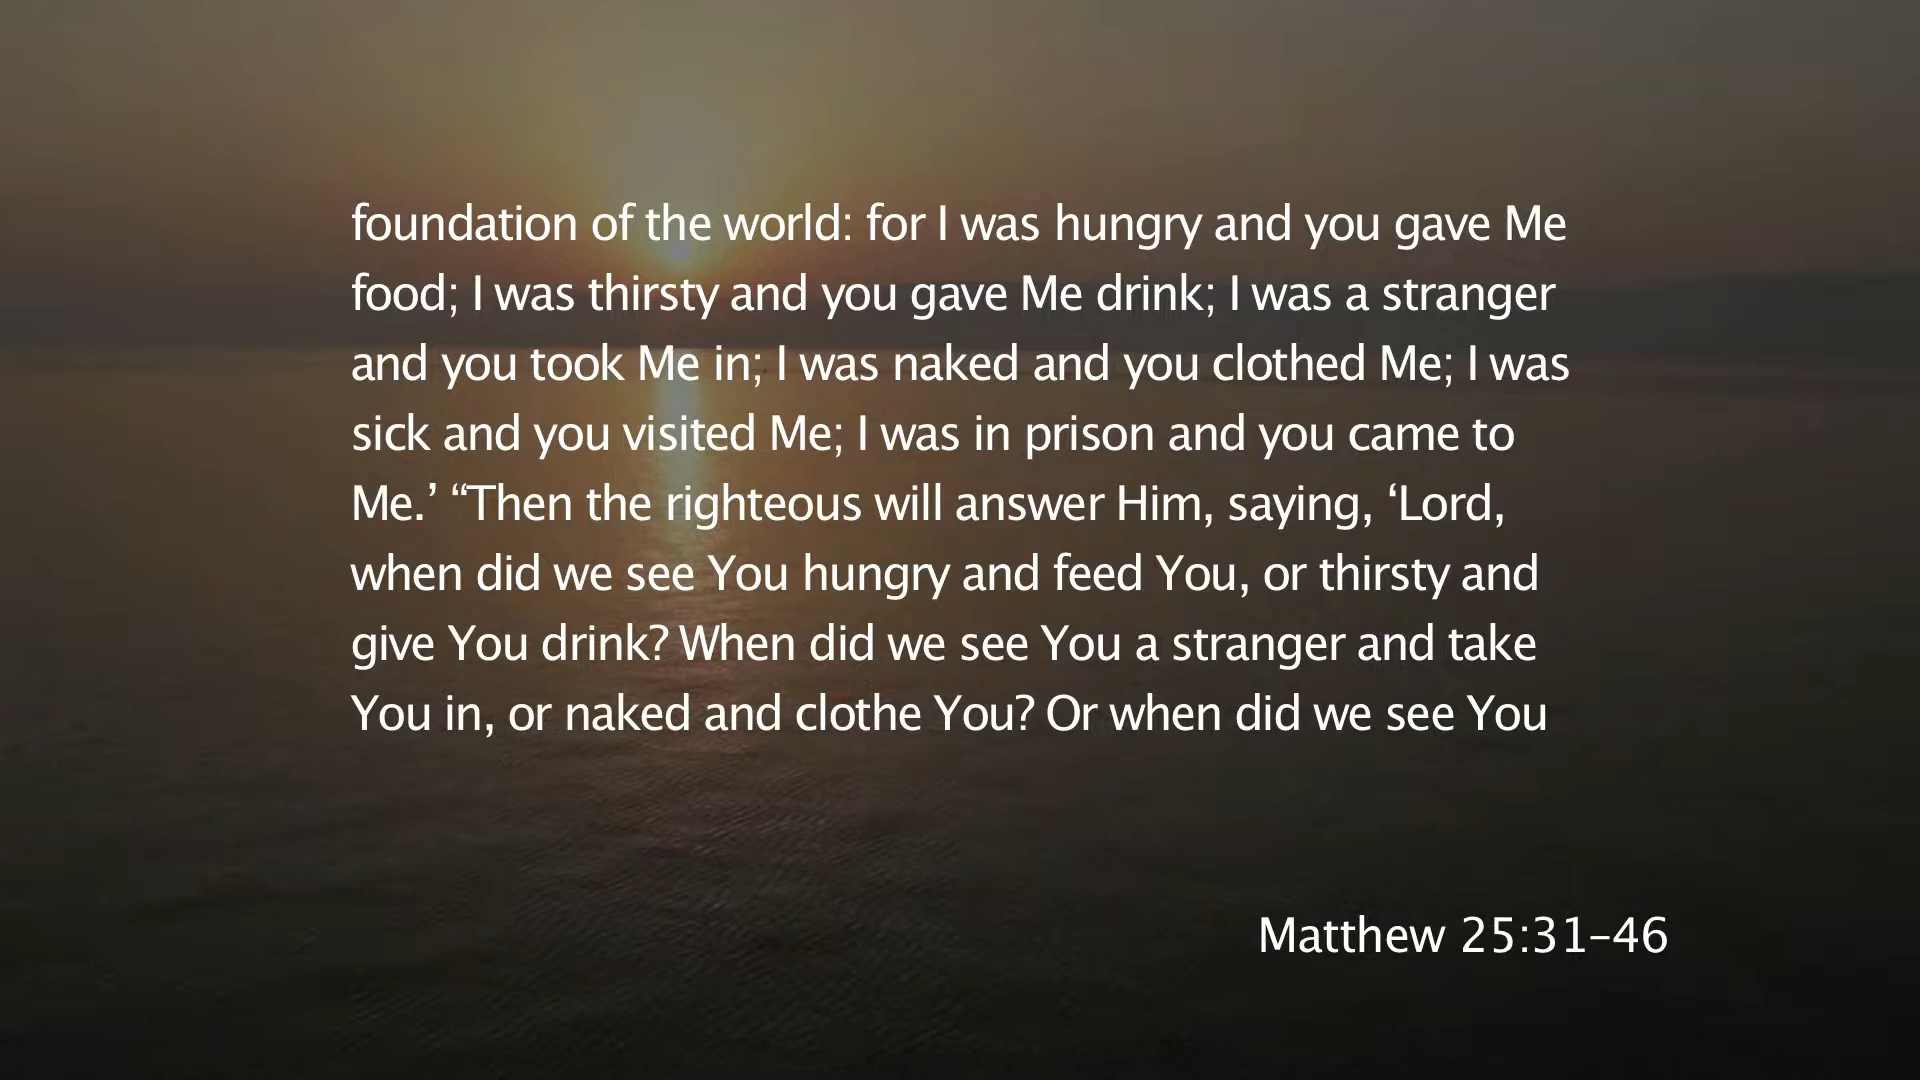 foundation of the world: for I was hungry and you gave Me
food; I was thirsty and you gave Me drink; I was a stranger
and you took Me in; I was naked and you clothed Me; I was
sick and you visited Me; I was in prison and you came to
Me.’ “Then the righteous will answer Him, saying, ‘Lord,
when did we see You hungry and feed You, or thirsty and
give You drink? When did we see You a stranger and take
You in, or naked and clothe You? Or when did we see You
Matthew 25:31–46